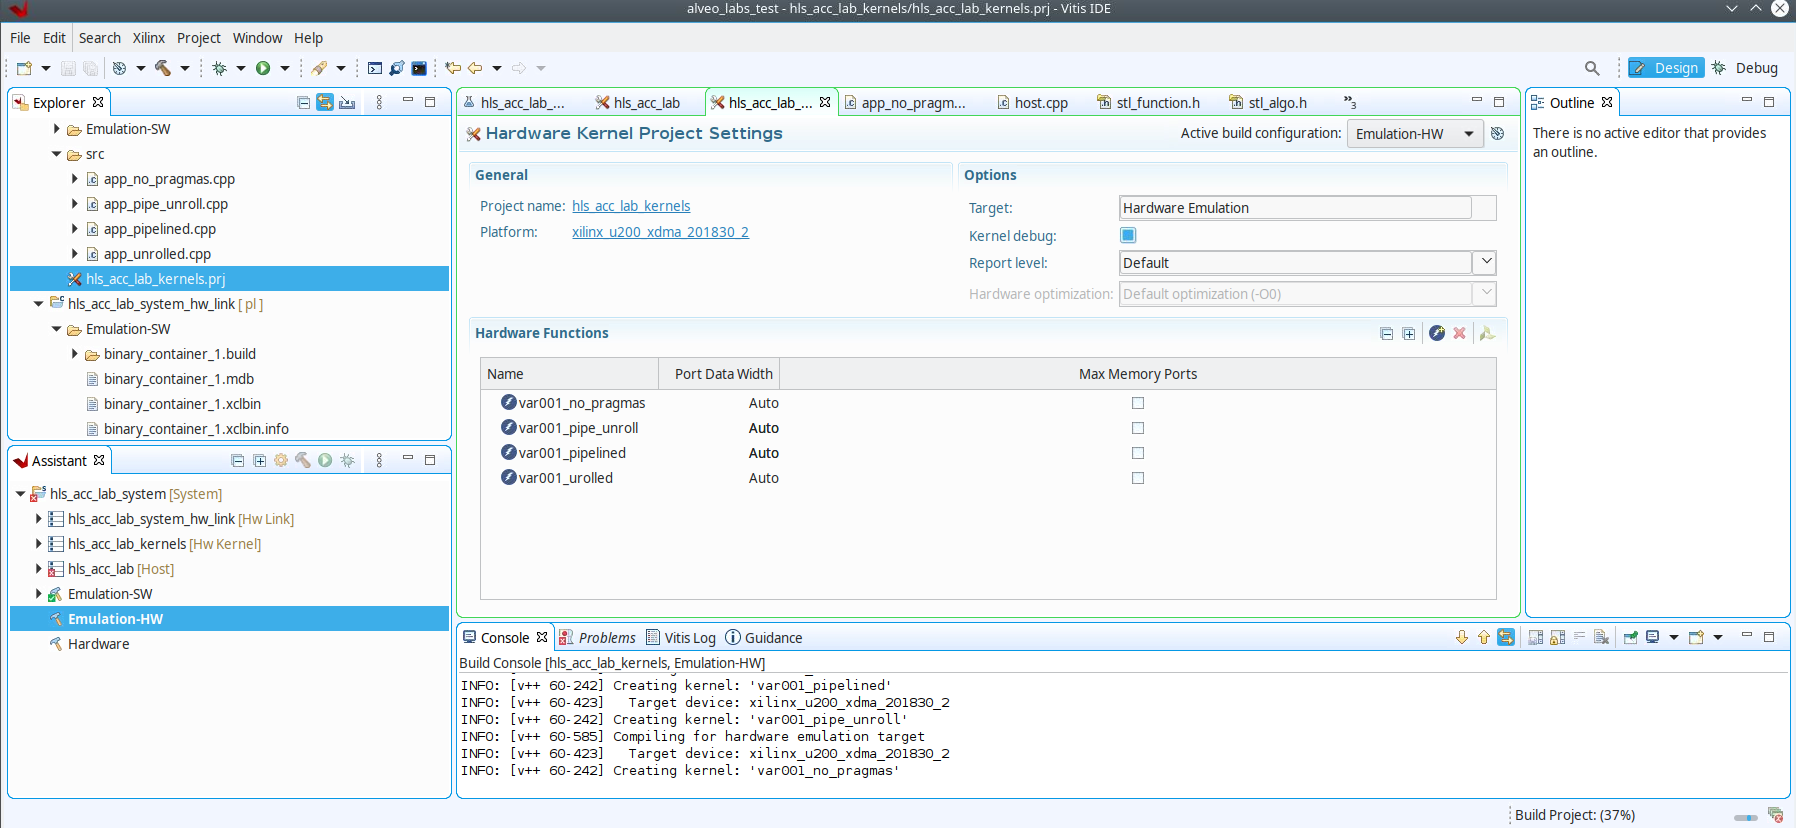 alveo_labs_test - hls_acc_lab_kernels/hls_acc_lab_kernels.prj - Vitis IDE
File Edit Search Xilinx Project Window Help
Design Debug
Explorer
Emulation-SW
src
app_no_pragmas.cpp
app_pipe_unroll.cpp
app_pipelined.cpp
app_unrolled.cpp
hls_acc_lab_kernels.prj
hls_acc_lab_system_hw_link [ pl ]
Emulation-SW
binary_container_1.build
binary_container_1.mdb
binary_container_1.xclbin
binary_container_1.xclbin.info
Assistant
hls_acc_lab_system [System]
hls_acc_lab_system_hw_link [Hw Link]
hls_acc_lab_kernels [Hw Kernel]
hls_acc_lab [Host]
Emulation-SW
Emulation-HW
Hardware
hls_acc_lab_... hls_acc_lab hls_acc_lab_... app_no_pragm... host.cpp stl_function.h stl_algo.h »3
Hardware Kernel Project Settings
Active build configuration: Emulation-HW
General
Project name: hls_acc_lab_kernels
Platform: xilinx_u200_xdma_201830_2
Options
Target: Hardware Emulation
Kernel debug:
Report level: Default
Hardware optimization: Default optimization (-O0)
Hardware Functions
Name Port Data Width Max Memory Ports
var001_no_pragmas Auto
var001_pipe_unroll Auto
var001_pipelined Auto
var001_urolled Auto
Outline
There is no active editor that provides
an outline.
Console Problems Vitis Log Guidance
Build Console [hls_acc_lab_kernels, Emulation-HW]
INFO: [v++ 60-242] Creating kernel: 'var001_pipelined'
INFO: [v++ 60-423]   Target device: xilinx_u200_xdma_201830_2
INFO: [v++ 60-242] Creating kernel: 'var001_pipe_unroll'
INFO: [v++ 60-585] Compiling for hardware emulation target
INFO: [v++ 60-423]   Target device: xilinx_u200_xdma_201830_2
INFO: [v++ 60-242] Creating kernel: 'var001_no_pragmas'
Build Project: (37%)